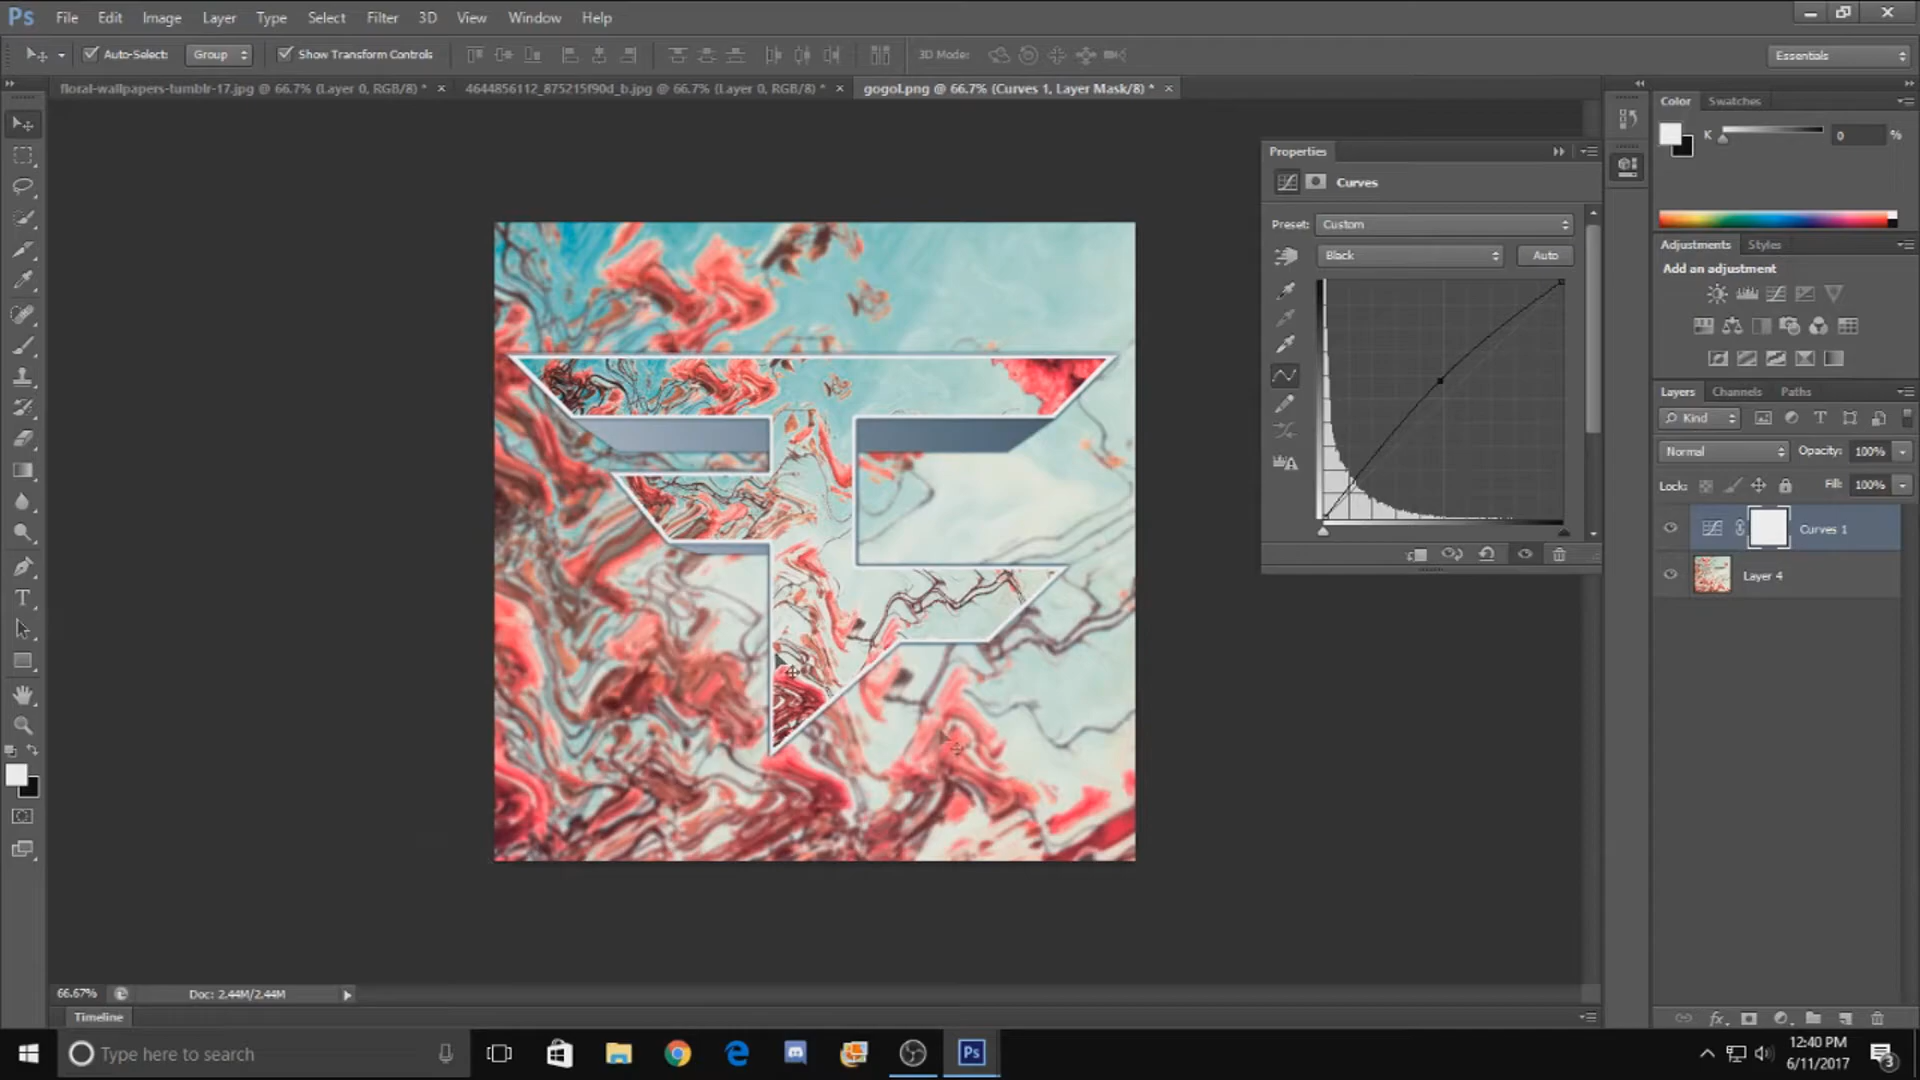 Ps File Edit Image Layer Type Select Filter 3D View Window Help
Auto-Select: Group Show Transform Controls 3D Mode: Essentials
floral-wallpapers-tumblr-17.jpg @ 66.7% (Layer 0, RGB/8) * × 4644856112_875215f90d_b.jpg @ 66.7% (Layer 0, RGB/8) * × gogol.png @ 66.7% (Curves 1, Layer Mask/8) * ×
Color Swatches
K 0 %
Properties
Curves
Preset: Custom
Black Auto
Adjustments Styles
Add an adjustment
Layers Channels Paths
Kind
Normal Opacity: 100%
Lock: Fill: 100%
Curves 1
Layer 4
66.67% Doc: 2.44M/2.44M
Timeline
Type here to search
Ps
12:40 PM
6/11/2017
3